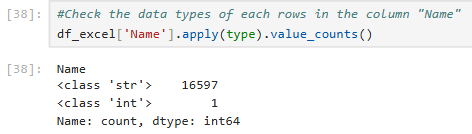 [38]: #Check the data types of each rows in the column "Name"
df_excel['Name'].apply(type).value_counts()
[38]: Name
<class 'str'>    16597
<class 'int'>        1
Name: count, dtype: int64